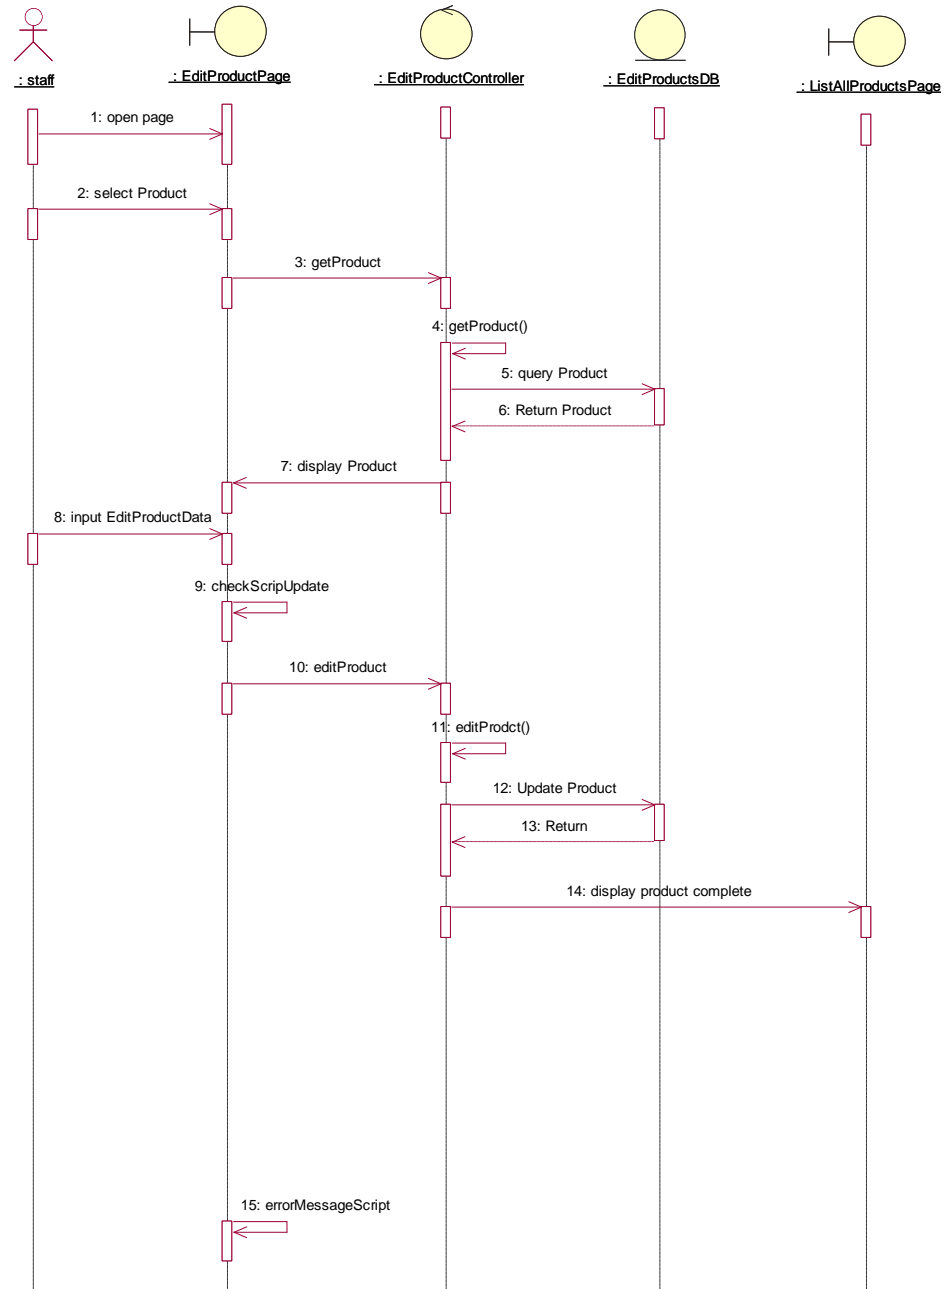 : staff
: EditProductPage
: EditProductController
: EditProductsDB
: ListAllProductsPage
1: open page
2: select Product
3: getProduct
4: getProduct()
5: query Product
6: Return Product
7: display Product
8: input EditProductData
9: checkScripUpdate
10: editProduct
11: editProdct()
12: Update Product
13: Return
14: display product complete
15: errorMessageScript